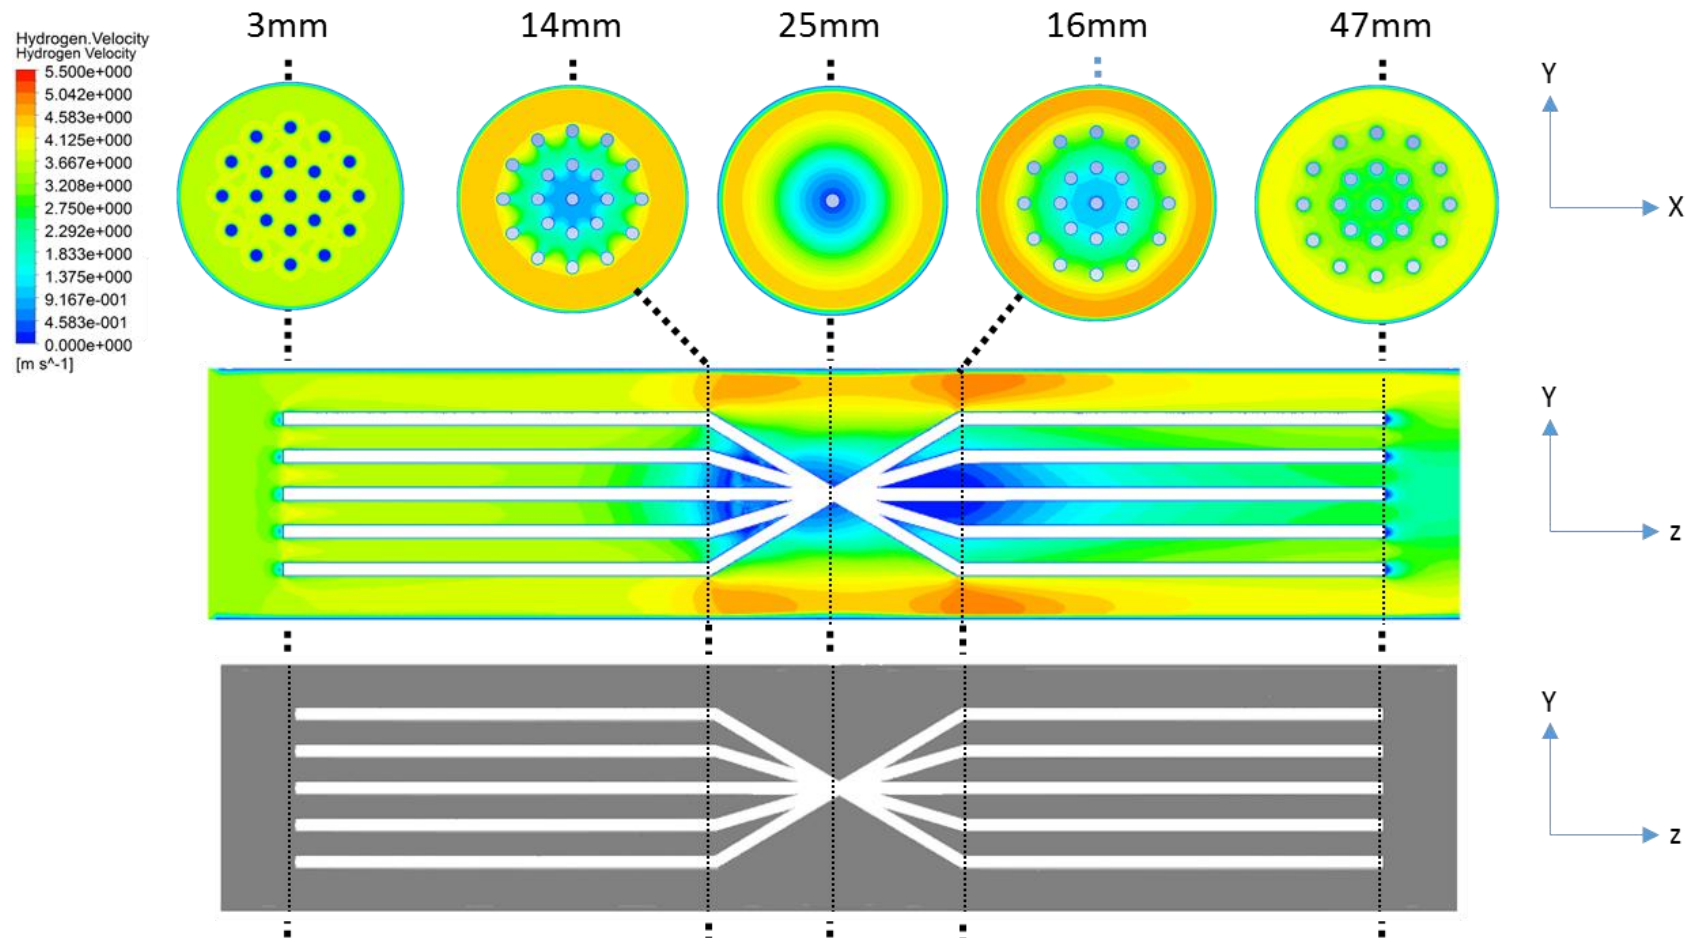 3mm
14mm
25mm
16mm
47mm
Hydrogen.Velocity
Hydrogen Velocity
5.500e+000
5.042e+000
4.583e+000
4.125e+000
3.667e+000
3.208e+000
2.750e+000
2.292e+000
1.833e+000
1.375e+000
9.167e-001
4.583e-001
0.000e+000
[m s^-1]
Y
X
Y
z
Y
z